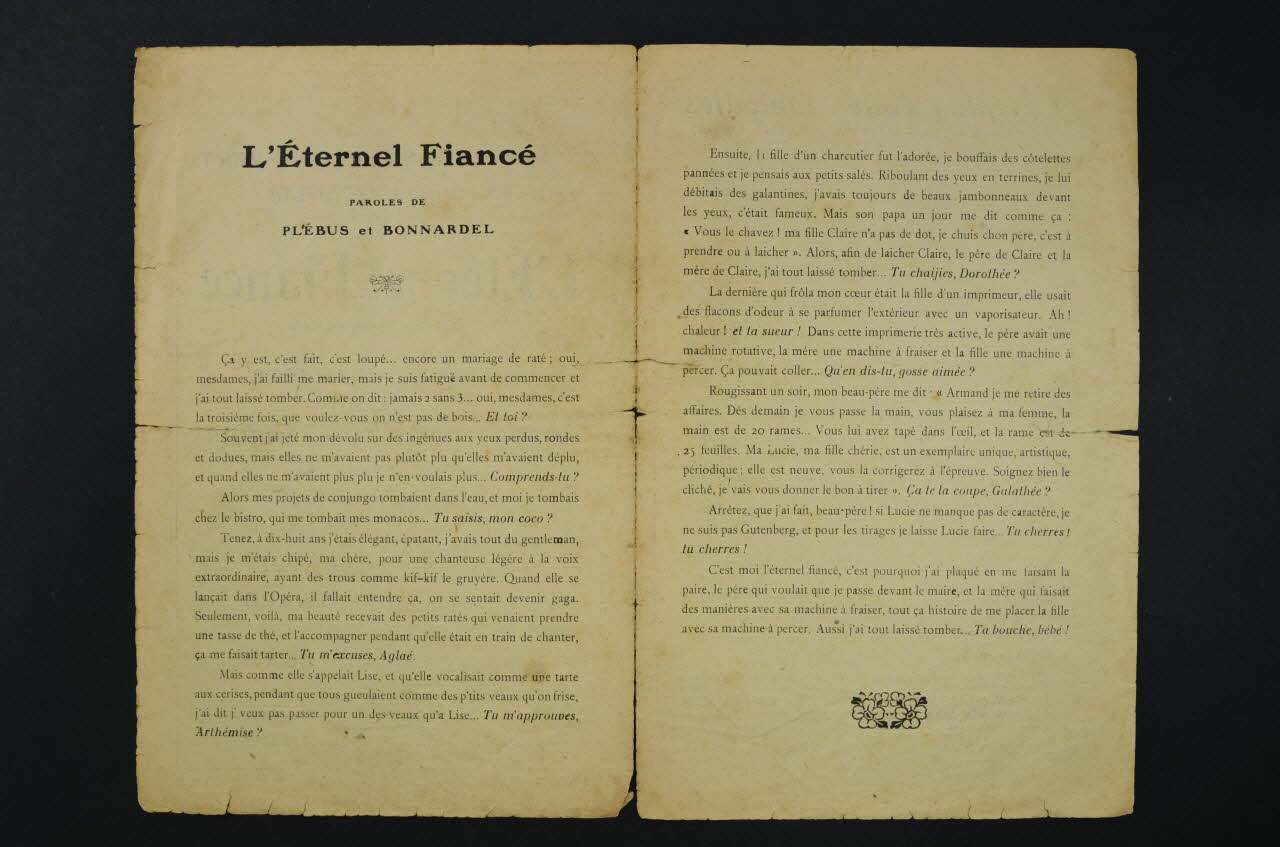 L'Éternel Fiancé
PAROLES DE
PLÉBUS et BONNARDEL
Ça y est, c'est fait, c'est loupé... encore un mariage de raté ; oui,
mesdames, j'ai failli me marier, mais je suis fatigué avant de commencer et
j'ai tout laissé tomber. Comme on dit : jamais 2 sans 3... oui, mesdames, c'est
la troisième fois, que voulez-vous on n'est pas de bois... Et toi ?
Souvent j'ai jeté mon dévolu sur des ingénues aux yeux perdus, rondes
et dodues, mais elles ne m'avaient pas plutôt plu qu'elles m'avaient déplu,
et quand elles ne m'avaient plus plu je n'en voulais plus... Comprends-tu ?
Alors mes projets de conjungo tombaient dans l'eau, et moi je tombais
chez le bistro, qui me tombait mes monacos... Tu saisis, mon coco ?
Tenez, à dix-huit ans j'étais élégant, épatant, j'avais tout du gentleman,
mais je m'étais chipé, ma chère, pour une chanteuse légère à la voix
extraordinaire, ayant des trous comme kif-kif le gruyère. Quand elle se
lançait dans l'Opéra, il fallait entendre ça, on se sentait devenir gaga.
Seulement, voilà, ma beauté recevait des petits ratés qui venaient prendre
une tasse de thé, et l'accompagner pendant qu'elle était en train de chanter,
ça me faisait tarter... Tu m'excuses, Aglaé.
Mais comme elle s'appelait Lise, et qu'elle vocalisait comme une tarte
aux cerises, pendant que tous gueulaient comme des p'tits veaux qu'on frise,
j'ai dit j' veux pas passer pour un des veaux qu'a Lise... Tu m'approuves,
Arthémise ?
Ensuite, la fille d'un charcutier fut l'adorée, je bouffais des côtelettes
pannées et je pensais aux petits salés. Riboulant des yeux en terrines, je lui
débitais des galantines, j'avais toujours de beaux jambonneaux devant
les yeux, c'était fameux. Mais son papa un jour me dit comme ça :
« Vous le chavez ! ma fille Claire n'a pas de dot, je chuis chon père, c'est à
prendre ou à laicher ». Alors, afin de laicher Claire, le père de Claire et la
mère de Claire, j'ai tout laissé tomber... Tu chaijies, Dorothée ?
La dernière qui frôla mon cœur était la fille d'un imprimeur, elle usait
des flacons d'odeur à se parfumer l'extérieur avec un vaporisateur. Ah !
chaleur ! et ta sueur ! Dans cette imprimerie très active, le père avait une
machine rotative, la mère une machine à fraiser et la fille une machine à
percer. Ça pouvait coller... Qu'en dis-tu, gosse aimée ?
Rougissant un soir, mon beau-père me dit : « Armand je me retire des
affaires. Dès demain je vous passe la main, vous plaisez à ma femme, la
main est de 20 rames... Vous lui avez tapé dans l'œil, et la rame est de
25 feuilles. Ma Lucie, ma fille chérie, est un exemplaire unique, artistique,
périodique ; elle est neuve, vous la corrigerez à l'épreuve. Soignez bien le
cliché, je vais vous donner le bon à tirer ». Ça te la coupe, Galathée ?
Arrêtez, que j'ai fait, beau-père ! si Lucie ne manque pas de caractère, je
ne suis pas Gutenberg, et pour les tirages je laisse Lucie faire... Tu cherres !
tu cherres !
C'est moi l'éternel fiancé, c'est pourquoi j'ai plaqué en me faisant la
paire, le père qui voulait que je passe devant le maire, et la mère qui faisait
des manières avec sa machine à fraiser, tout ça histoire de me placer la fille
avec sa machine à percer. Aussi j'ai tout laissé tomber... Ta bouche, bébé !